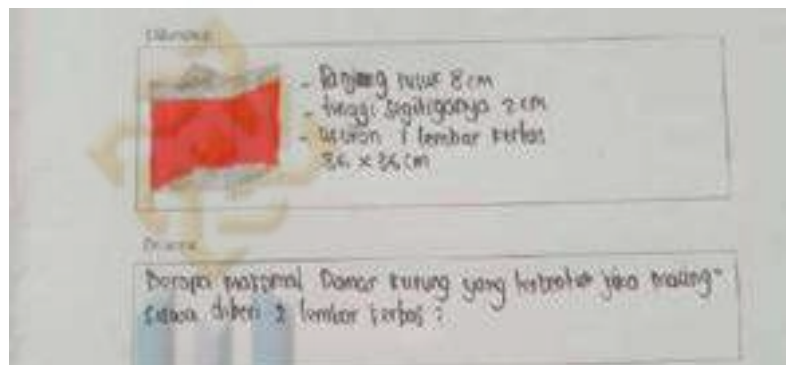 Diketahui
- Panjang rusuk 8 cm
- tinggi segitiganya 2 cm
- ukuran 1 lembar kertas
36 × 36 cm
Ditanya
Berapa maksimal Damar kurung yang terbentuk jika masing"
siswa diberi 2 lembar kertas ?